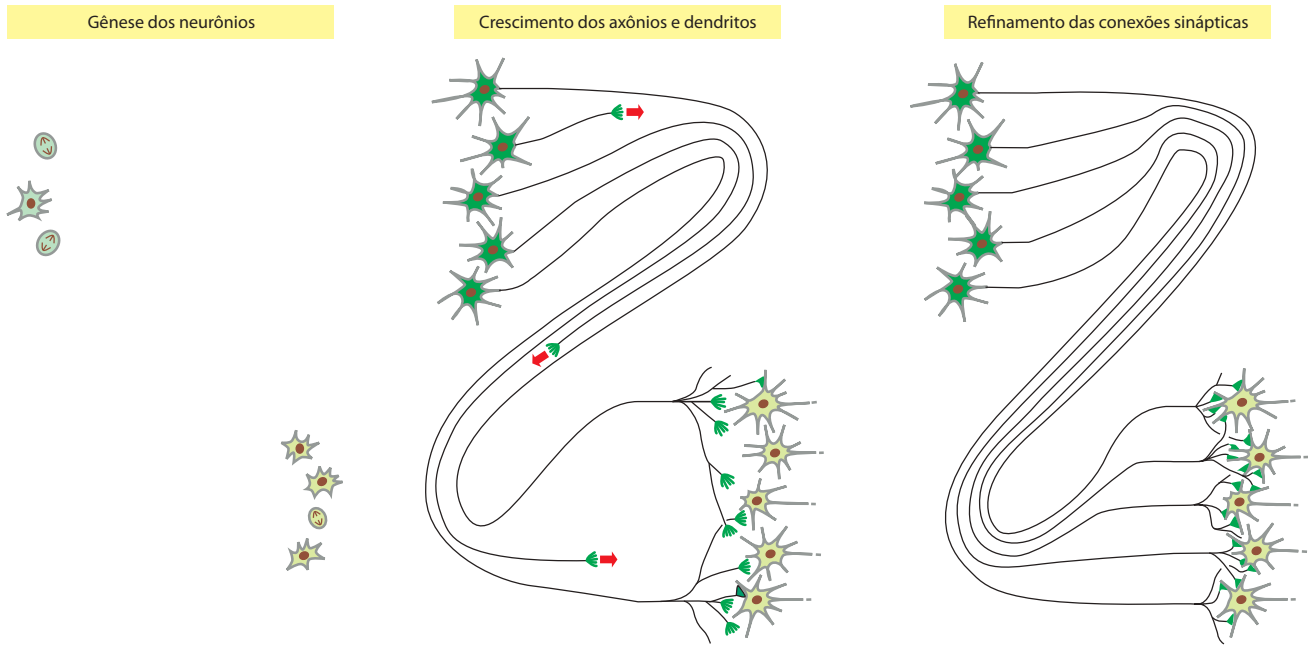 Gênese dos neurônios
Crescimento dos axônios e dendritos
Refinamento das conexões sinápticas